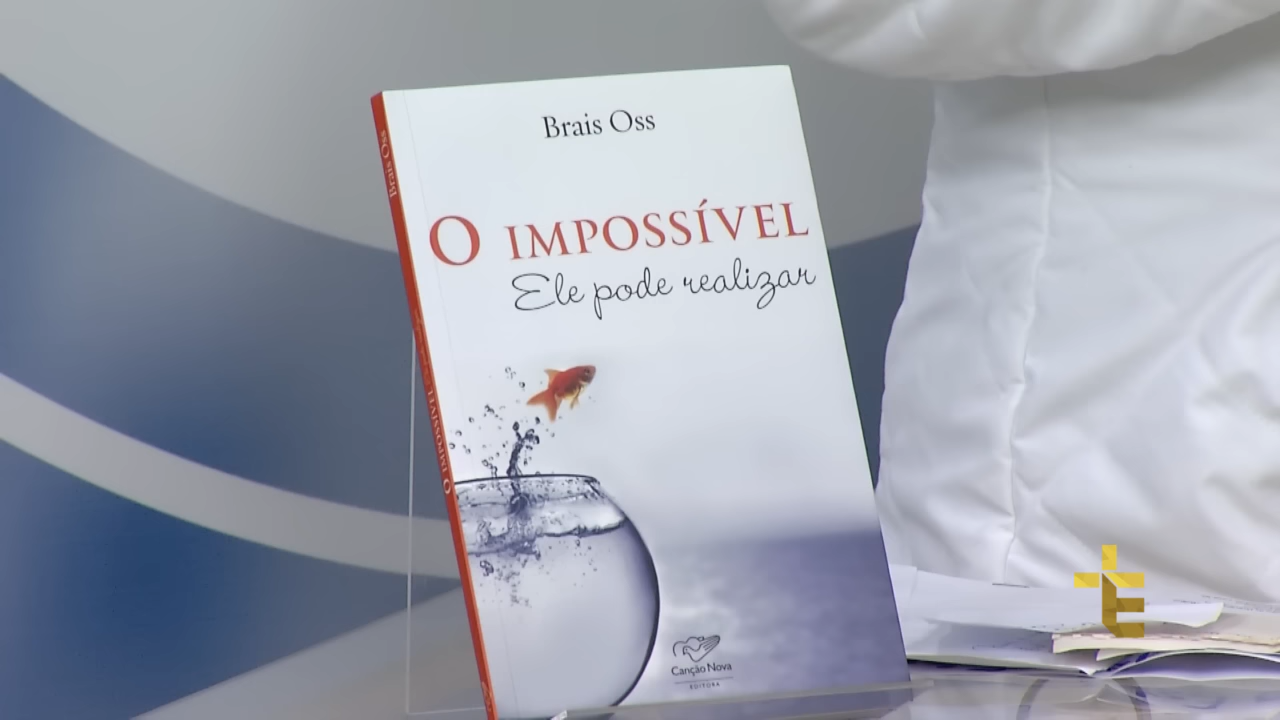 Brais Oss
O IMPOSSÍVEL
Ele pode realizar
Canção Nova
EDITORA
Brais Oss
O IMPOSSÍVEL